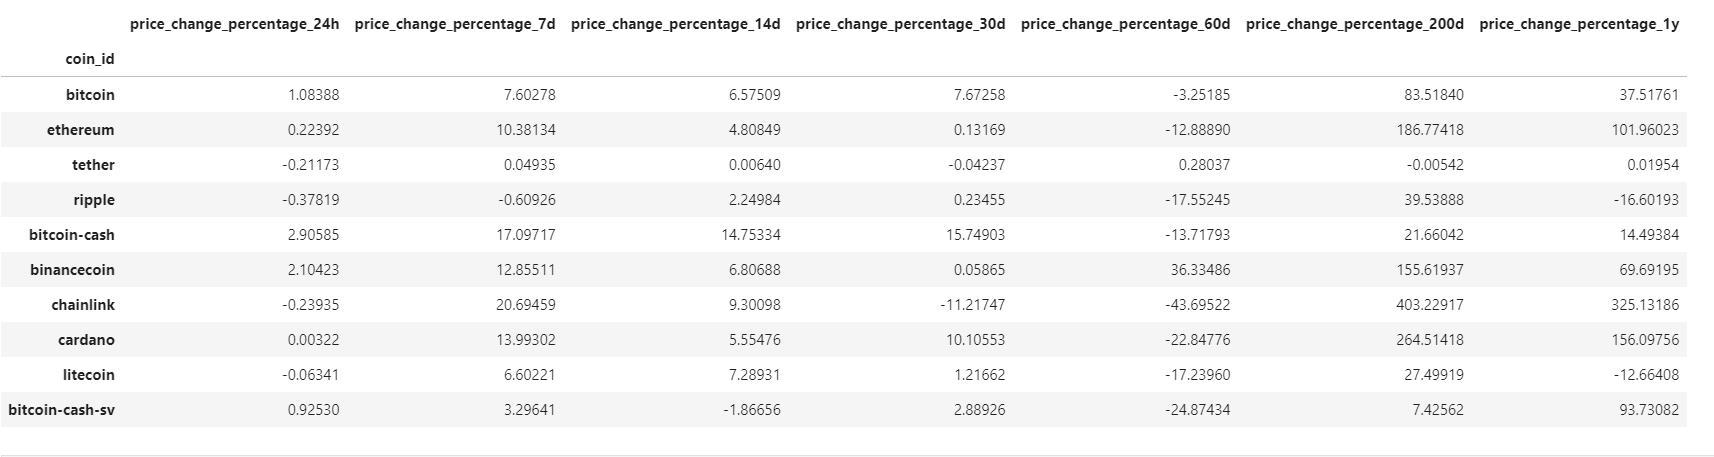 price_change_percentage_24h price_change_percentage_7d price_change_percentage_14d price_change_percentage_30d price_change_percentage_60d price_change_percentage_200d price_change_percentage_1y
coin_id
bitcoin 1.08388 7.60278 6.57509 7.67258 -3.25185 83.51840 37.51761
ethereum 0.22392 10.38134 4.80849 0.13169 -12.88890 186.77418 101.96023
tether -0.21173 0.04935 0.00640 -0.04237 0.28037 -0.00542 0.01954
ripple -0.37819 -0.60926 2.24984 0.23455 -17.55245 39.53888 -16.60193
bitcoin-cash 2.90585 17.09717 14.75334 15.74903 -13.71793 21.66042 14.49384
binancecoin 2.10423 12.85511 6.80688 0.05865 36.33486 155.61937 69.69195
chainlink -0.23935 20.69459 9.30098 -11.21747 -43.69522 403.22917 325.13186
cardano 0.00322 13.99302 5.55476 10.10553 -22.84776 264.51418 156.09756
litecoin -0.06341 6.60221 7.28931 1.21662 -17.23960 27.49919 -12.66408
bitcoin-cash-sv 0.92530 3.29641 -1.86656 2.88926 -24.87434 7.42562 93.73082